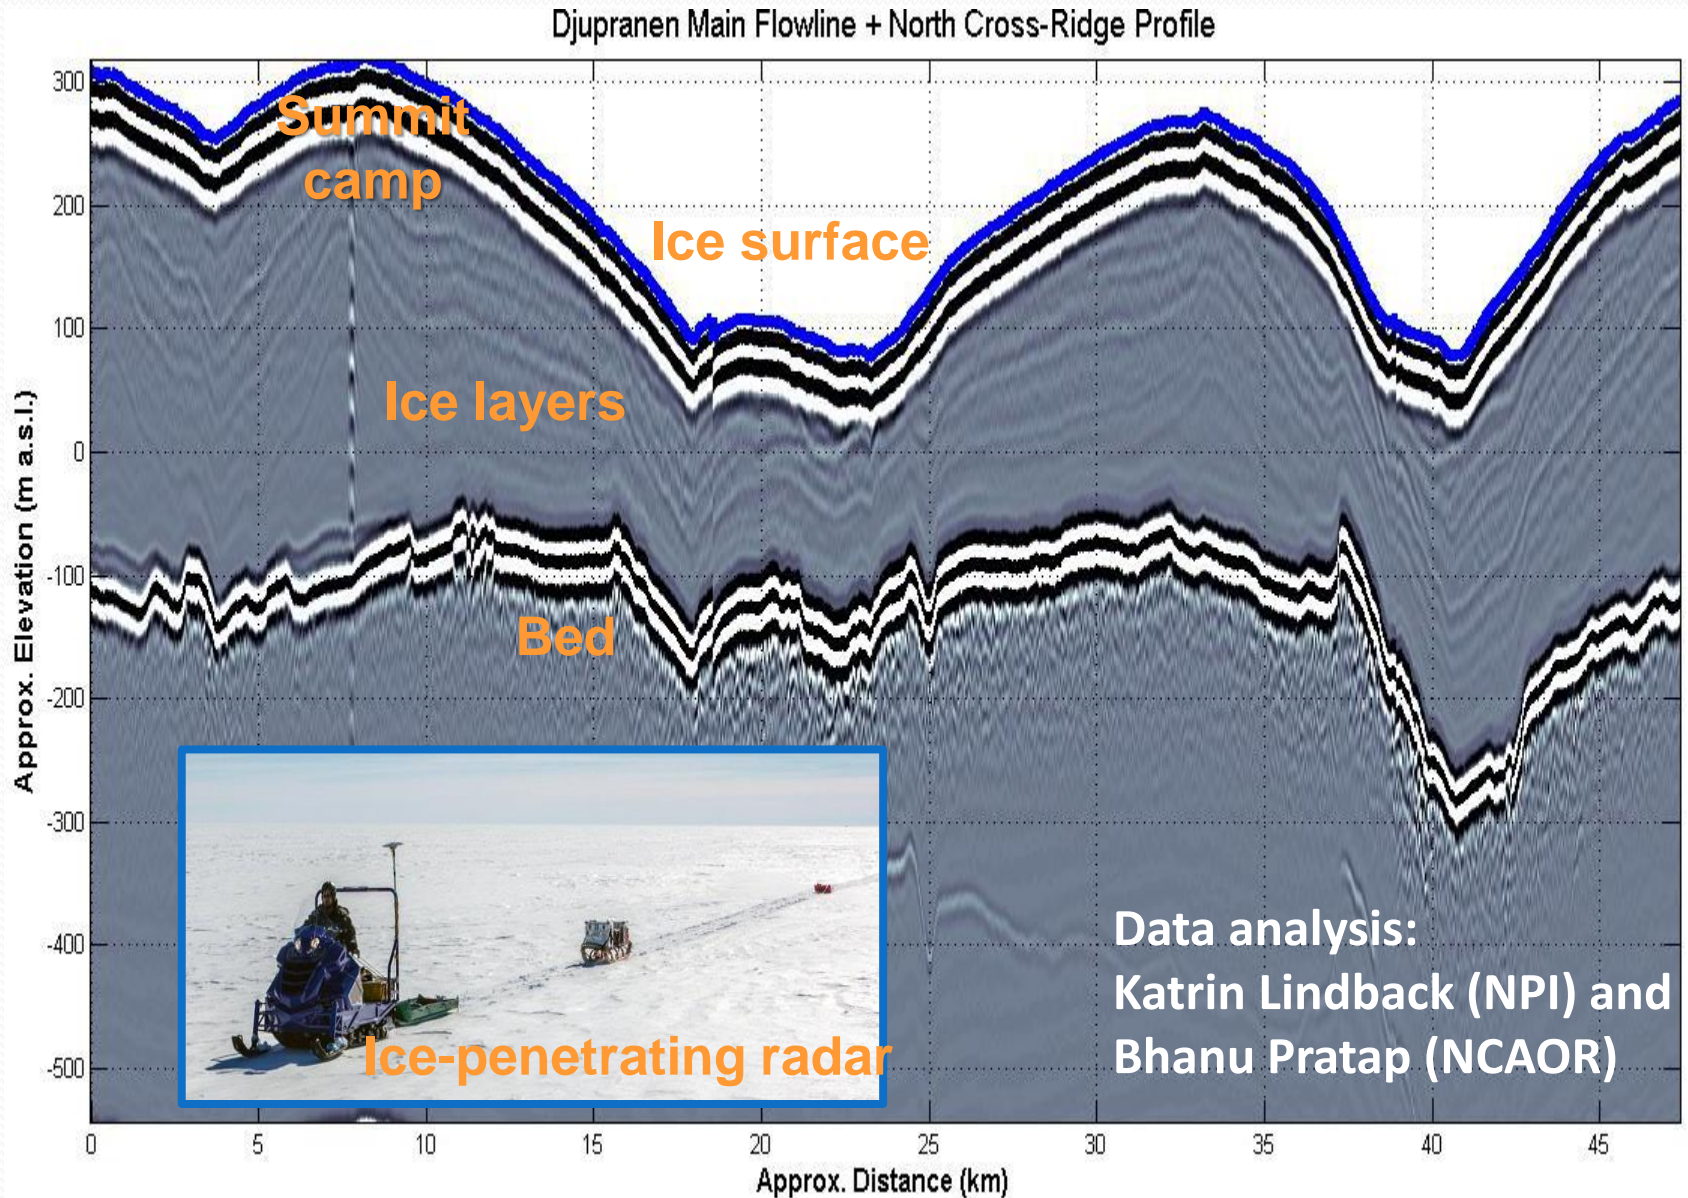 Djupranen Main Flowline + North Cross-Ridge Profile
300
200
100
0
-100
-200
-300
-400
-500
Approx. Elevation (m a.s.l.)
Summit
camp
Ice surface
Ice layers
Bed
Ice-penetrating radar
Data analysis:
Katrin Lindback (NPI) and
Bhanu Pratap (NCAOR)
0 5 10 15 20 25 30 35 40 45
Approx. Distance (km)